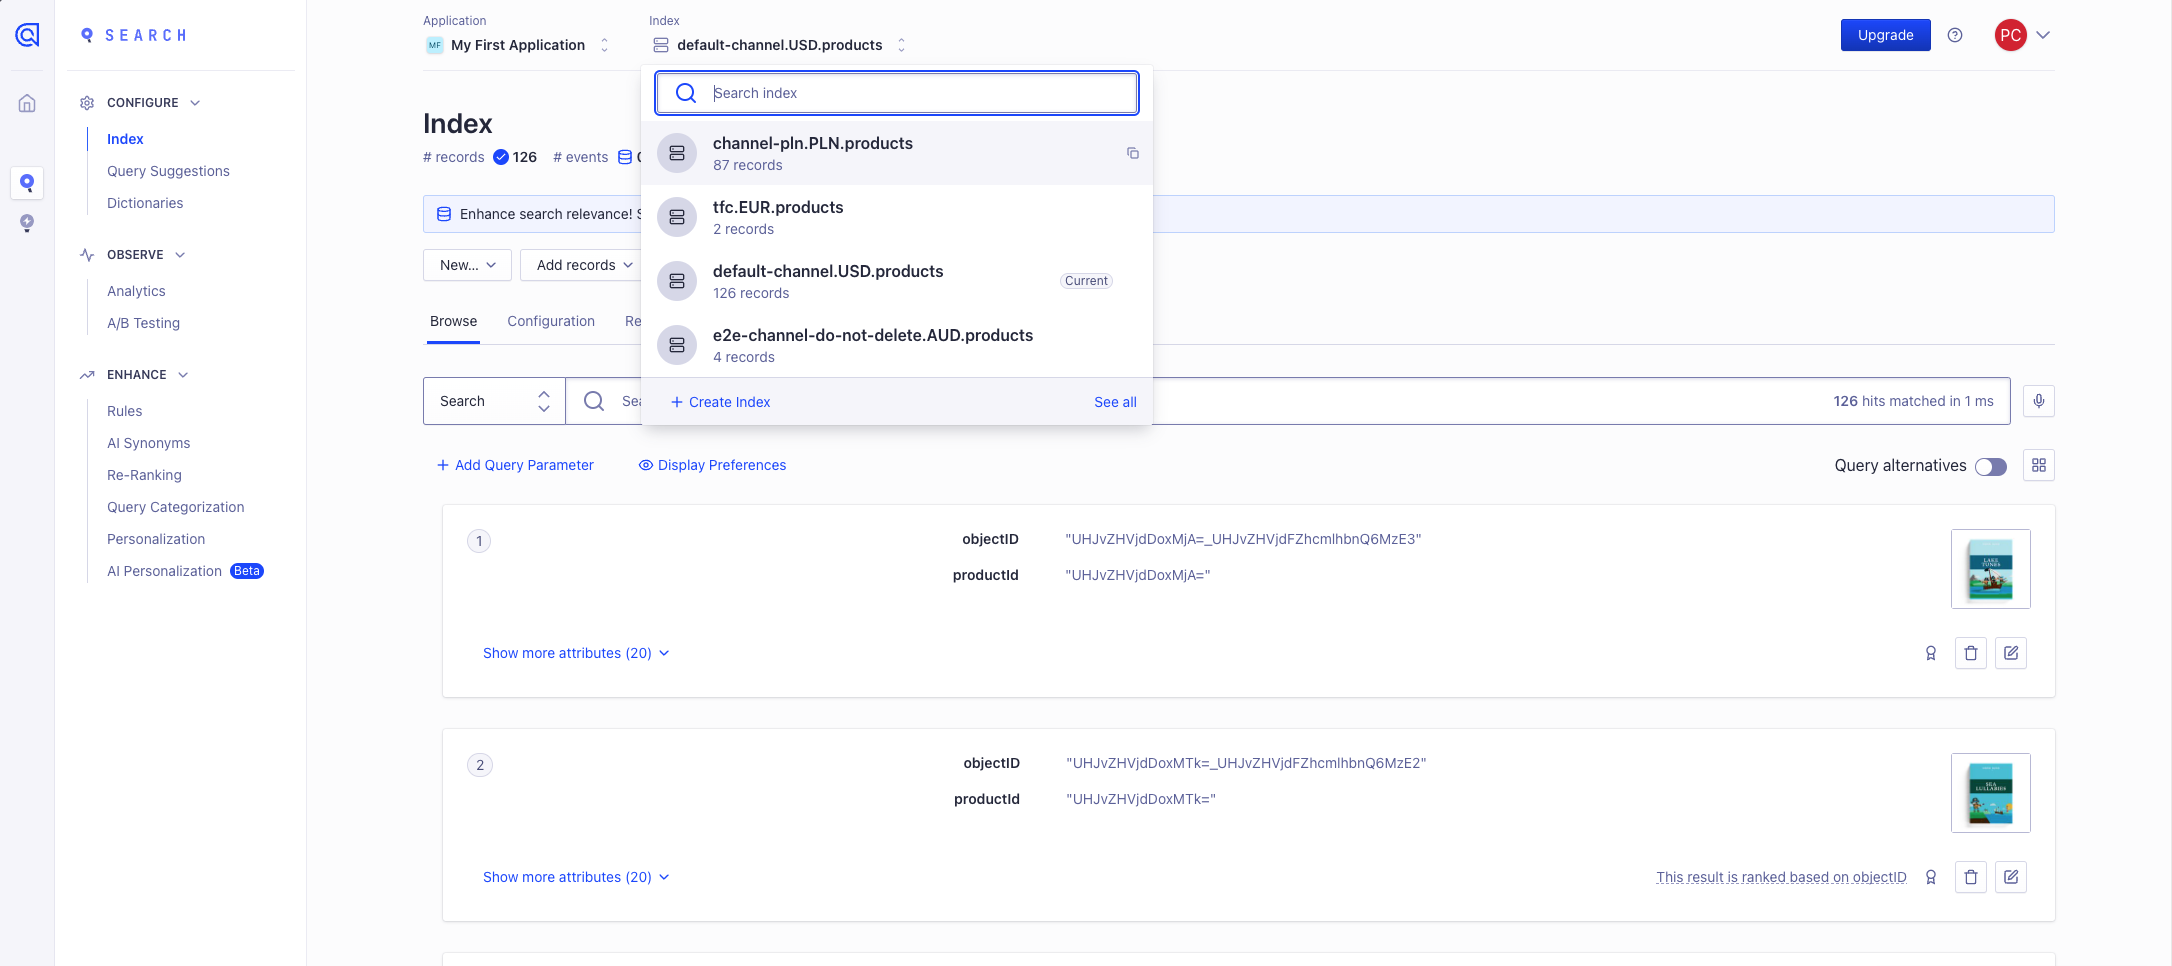 SEARCH
CONFIGURE
Index
Query Suggestions
Dictionaries
OBSERVE
Analytics
A/B Testing
ENHANCE
Rules
AI Synonyms
Re-Ranking
Query Categorization
Personalization
AI Personalization Beta
Application
MF My First Application
Index
default-channel.USD.products
Upgrade
PC
Search index
channel-pln.PLN.products
87 records
tfc.EUR.products
2 records
default-channel.USD.products
126 records
Current
e2e-channel-do-not-delete.AUD.products
4 records
+ Create Index
See all
Index
# records 126 # events
Enhance search relevance!
New...
Add records
Browse
Configuration
Search
126 hits matched in 1 ms
+ Add Query Parameter
Display Preferences
Query alternatives
1
objectID "UHJvZHVjdDoxMjA=_UHJvZHVjdFZhcmlhbnQ6MzE3"
productId "UHJvZHVjdDoxMjA="
LAKE
TUNES
Show more attributes (20)
2
objectID "UHJvZHVjdDoxMTk=_UHJvZHVjdFZhcmlhbnQ6MzE2"
productId "UHJvZHVjdDoxMTk="
SEA
LULLABIES
Show more attributes (20)
This result is ranked based on objectID